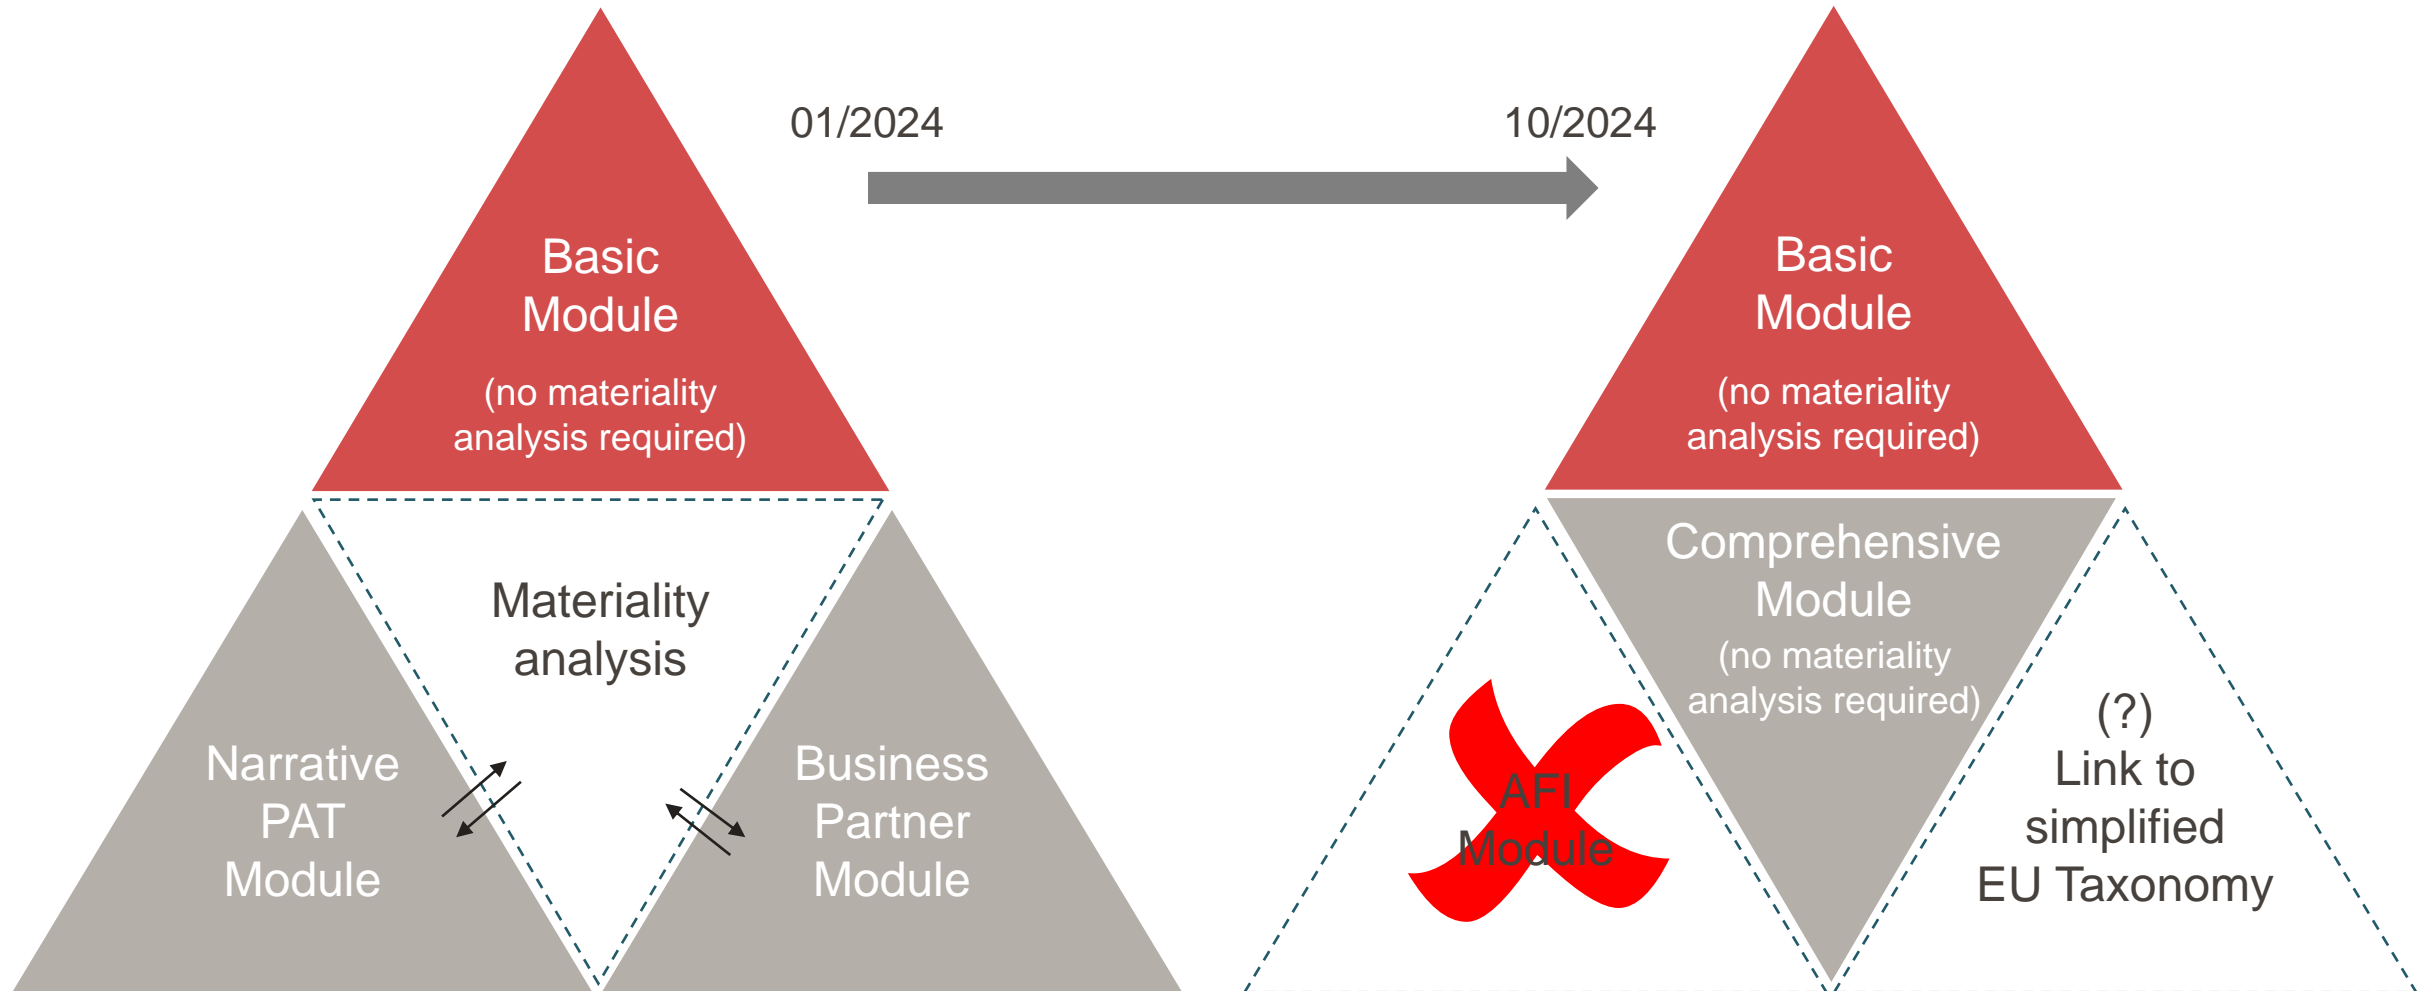 01/2024
10/2024
Basic
Module
(no materiality
analysis required)
Materiality
analysis
Narrative
PAT
Module
Business
Partner
Module
Basic
Module
(no materiality
analysis required)
Comprehensive
Module
(no materiality
analysis required)
AFI
Module
(?)
Link to
simplified
EU Taxonomy